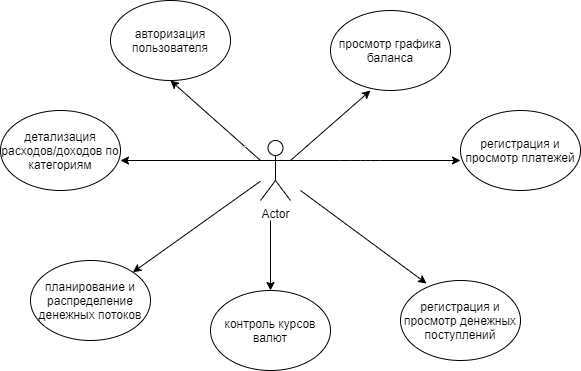 авторизация
пользователя
просмотр графика
баланса
детализация
расходов/доходов по
категориям
регистрация и
просмотр платежей
Actor
планирование и
распределение
денежных потоков
контроль курсов
валют
регистрация и
просмотр денежных
поступлений